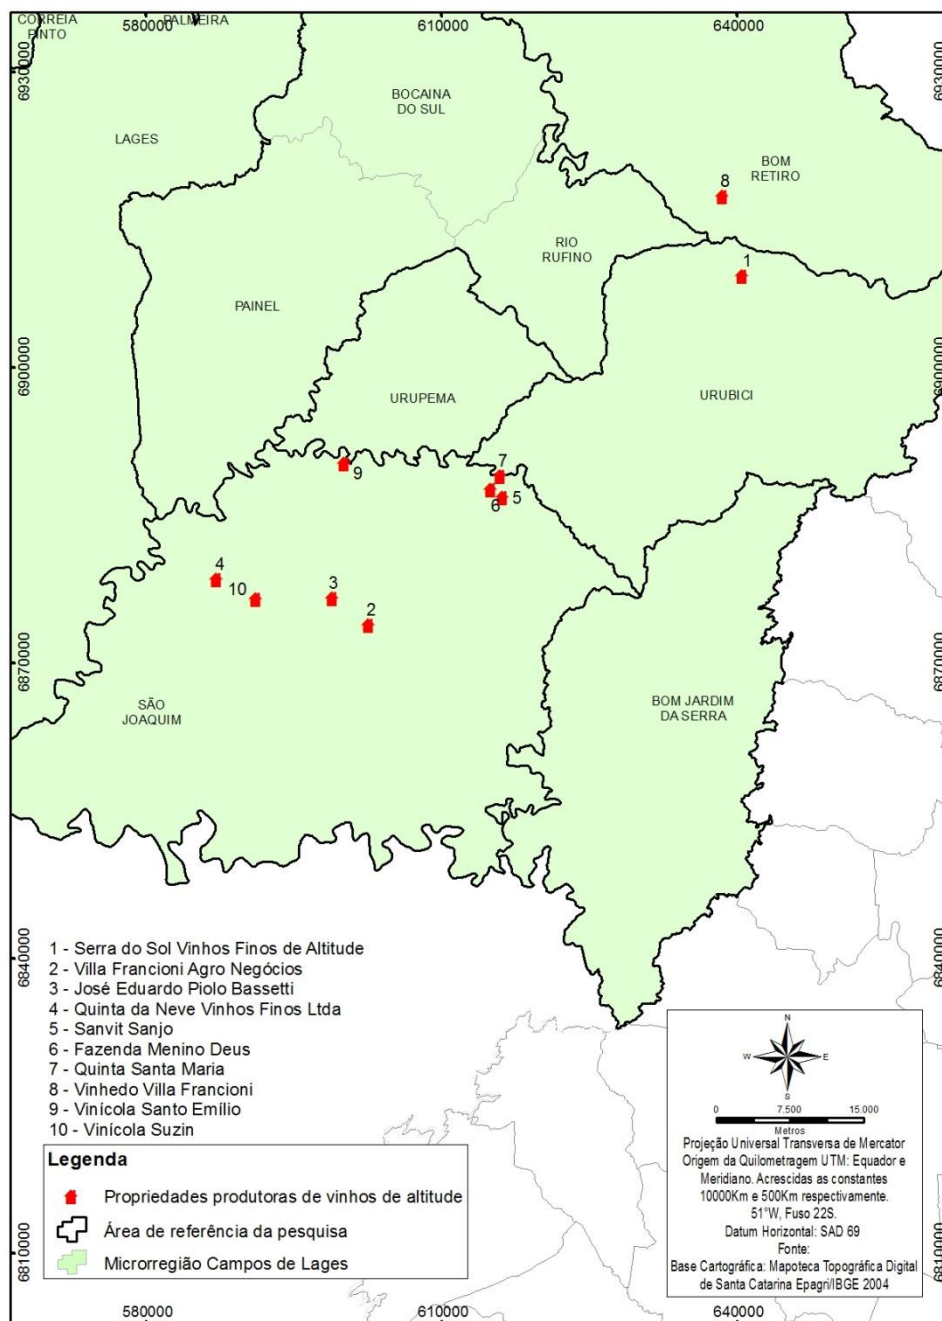 580000
610000
640000
CORREIA
PINTO
PALMEIRA
6930000
6930000
BOCAINA
DO SUL
LAGES
BOM
RETIRO
8
RIO
RUFINO
1
PAINEL
6900000
6900000
URUPEMA
URUBICI
7
9
5
6
4
10
3
2
6870000
6870000
SÃO
JOAQUIM
BOM JARDIM
DA SERRA
6840000
6840000
1 - Serra do Sol Vinhos Finos de Altitude
2 - Villa Francioni Agro Negócios
3 - José Eduardo Piolo Bassetti
4 - Quinta da Neve Vinhos Finos Ltda
5 - Sanvit Sanjo
6 - Fazenda Menino Deus
7 - Quinta Santa Maria
8 - Vinhedo Villa Francioni
9 - Vinícola Santo Emílio
10 - Vinícola Suzin
Legenda
Propriedades produtoras de vinhos de altitude
Área de referência da pesquisa
Microrregião Campos de Lages
N
W
E
S
0
7.500
15.000
Metros
Projeção Universal Transversa de Mercator
Origem da Quilometragem UTM: Equador e
Meridiano. Acrescidas as constantes
10000Km e 500Km respectivamente.
51°W, Fuso 22S.
Datum Horizontal: SAD 69
Fonte:
Base Cartográfica: Mapoteca Topográfica Digital
de Santa Catarina Epagri/IBGE 2004
6810000
6810000
580000
610000
640000